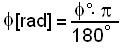 φ[rad] = φ°· π / 180°